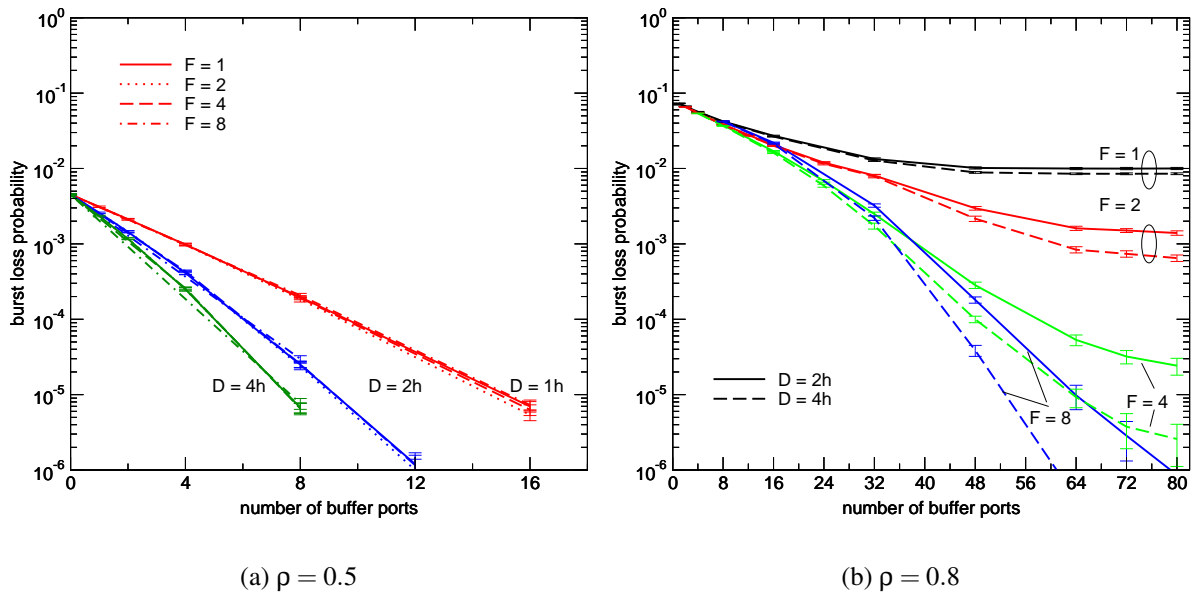 10^0
10^-1
10^-2
10^-3
10^-4
10^-5
10^-6
burst loss probability
F = 1
F = 2
F = 4
F = 8
D = 4h
D = 2h
D = 1h
0
4
8
12
16
number of buffer ports
(a) ρ = 0.5
10^0
10^-1
10^-2
10^-3
10^-4
10^-5
10^-6
burst loss probability
F = 1
F = 2
D = 2h
D = 4h
F = 8
F = 4
0
8
16
24
32
40
48
56
64
72
80
number of buffer ports
(b) ρ = 0.8